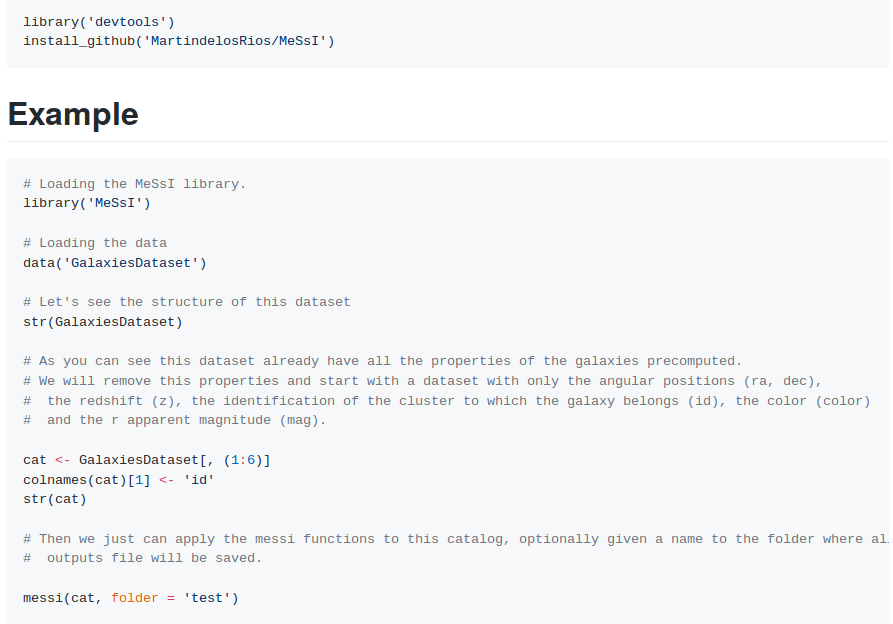 library('devtools')
install_github('MartindelosRios/MeSsI')
Example
# Loading the MeSsI library.
library('MeSsI')
# Loading the data
data('GalaxiesDataset')
# Let's see the structure of this dataset
str(GalaxiesDataset)
# As you can see this dataset already have all the properties of the galaxies precomputed.
# We will remove this properties and start with a dataset with only the angular positions (ra, dec),
#  the redshift (z), the identification of the cluster to which the galaxy belongs (id), the color (color)
#  and the r apparent magnitude (mag).
cat <- GalaxiesDataset[, (1:6)]
colnames(cat)[1] <- 'id'
str(cat)
# Then we just can apply the messi functions to this catalog, optionally given a name to the folder where
#  outputs file will be saved.
messi(cat, folder = 'test')